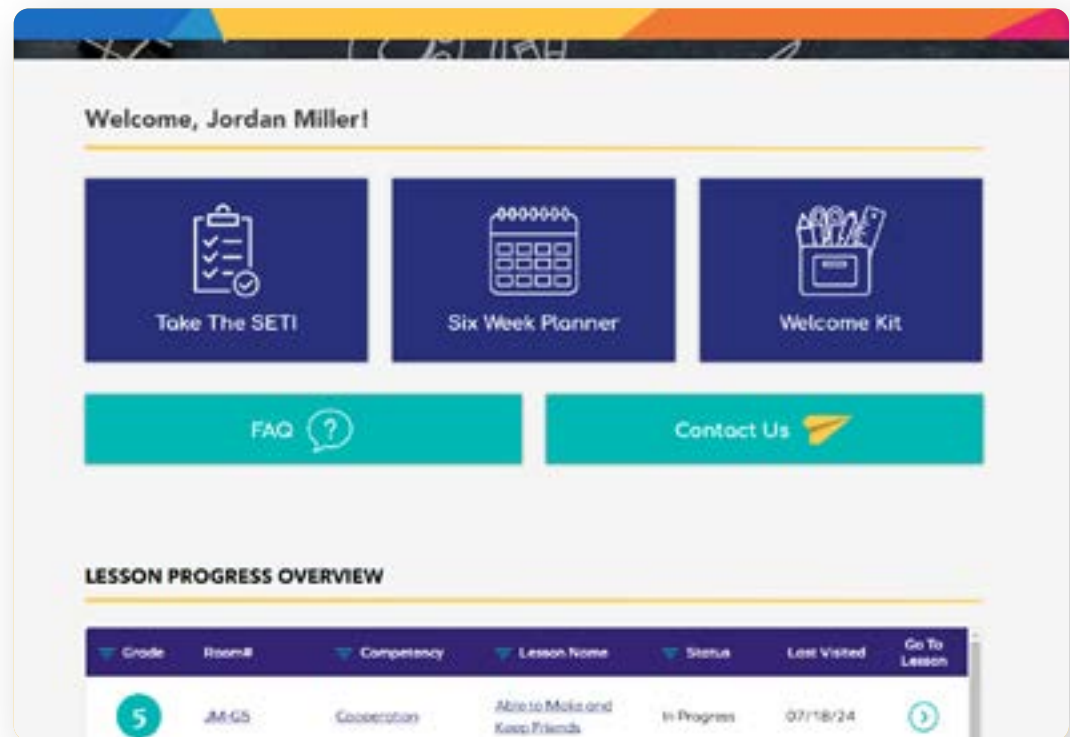 Welcome, Jordan Miller!
Take The SETI
Six Week Planner
Welcome Kit
FAQ
Contact Us
LESSON PROGRESS OVERVIEW
Grade Room# Competency Lesson Name Status Last Visited Go To Lesson
5 JM-G5 Cooperation Able to Make and Keep Friends In Progress 07/18/24